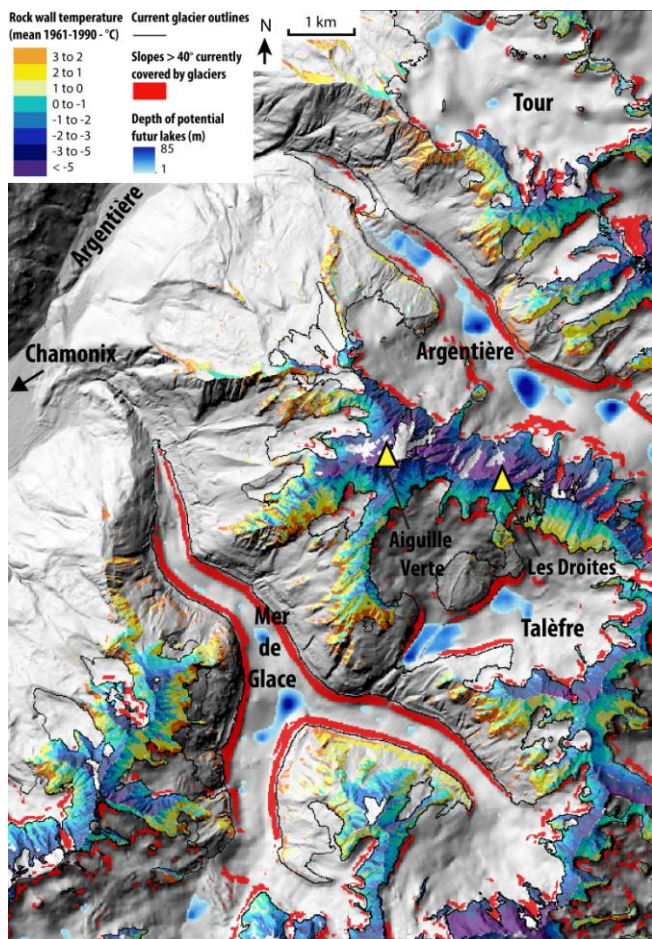 Rock wall temperature
(mean 1961-1990 - °C)
3 to 2
2 to 1
1 to 0
0 to -1
-1 to -2
-2 to -3
-3 to -5
< -5
Current glacier outlines
Slopes > 40° currently
covered by glaciers
Depth of potential
futur lakes (m)
85
1
N
1 km
Tour
Argentière
Chamonix
Argentière
Aiguille
Verte
Les Droites
Talèfre
Mer
de
Glace